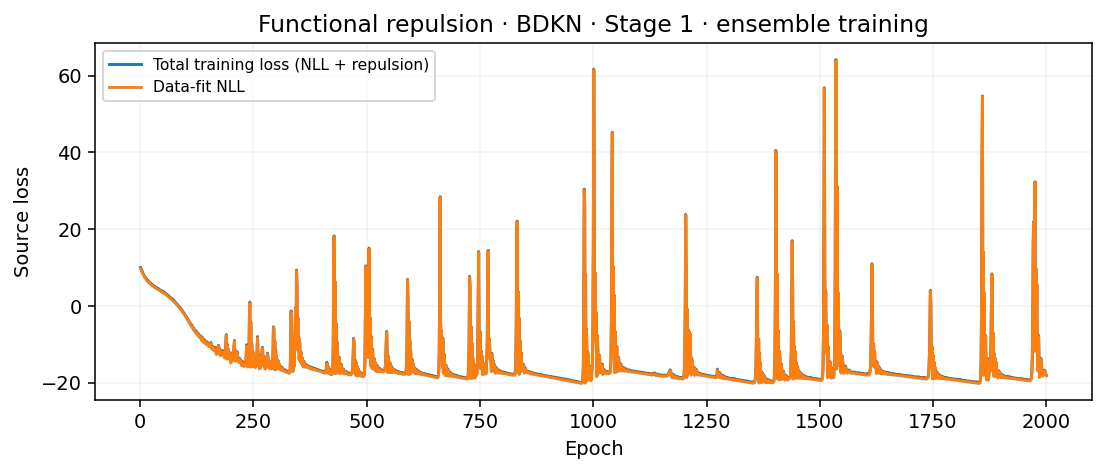 Functional repulsion · BDKN · Stage 1 · ensemble training
Total training loss (NLL + repulsion)
Data-fit NLL
Source loss
60
40
20
0
−20
0 250 500 750 1000 1250 1500 1750 2000
Epoch